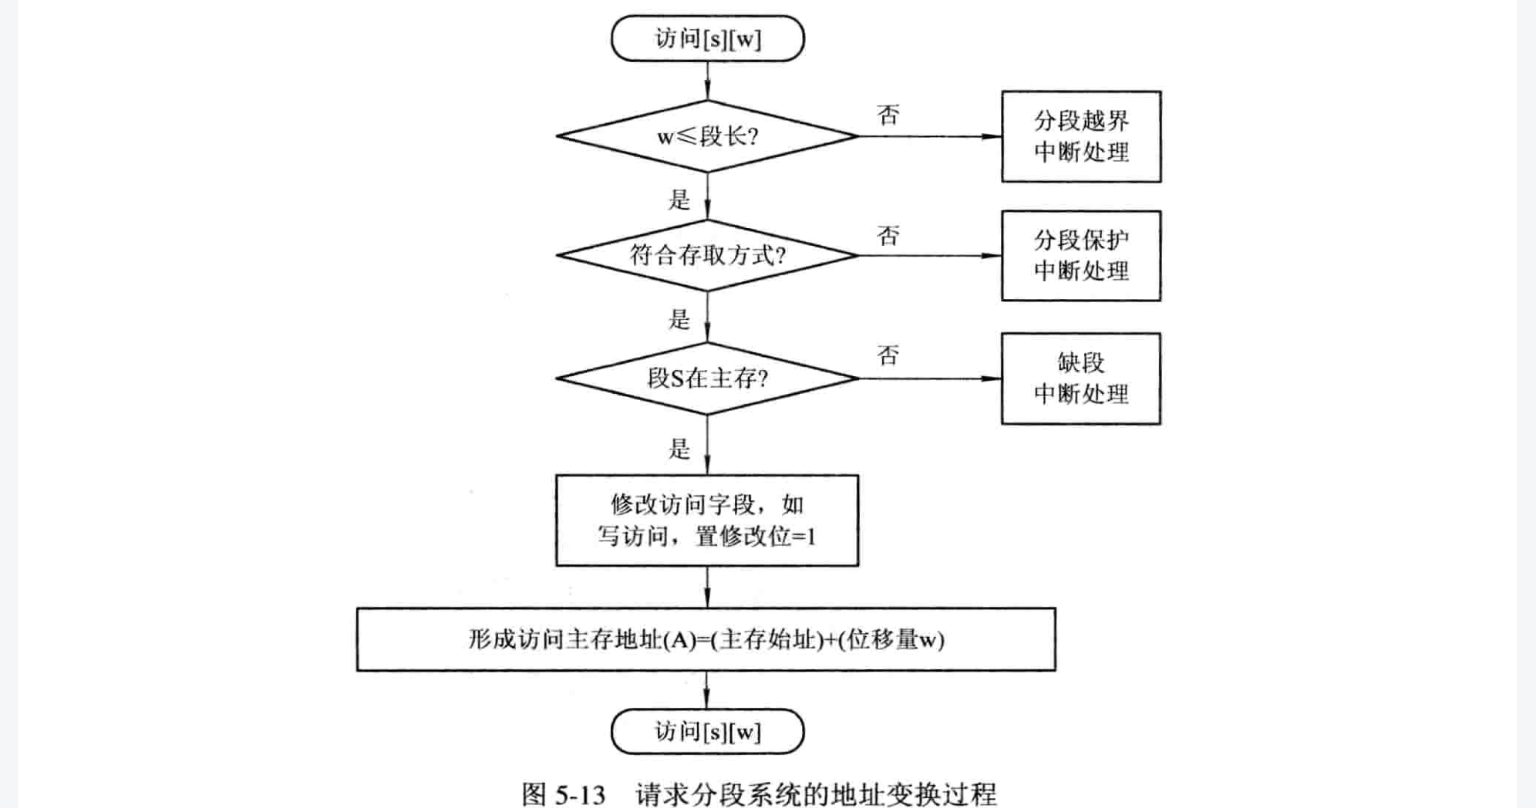 访问[s][w]
w≤段长?
否
分段越界
中断处理
是
符合存取方式?
否
分段保护
中断处理
是
段S在主存?
否
缺段
中断处理
是
修改访问字段，如
写访问，置修改位=1
形成访问主存地址(A)=(主存始址)+(位移量w)
访问[s][w]
图 5-13 请求分段系统的地址变换过程